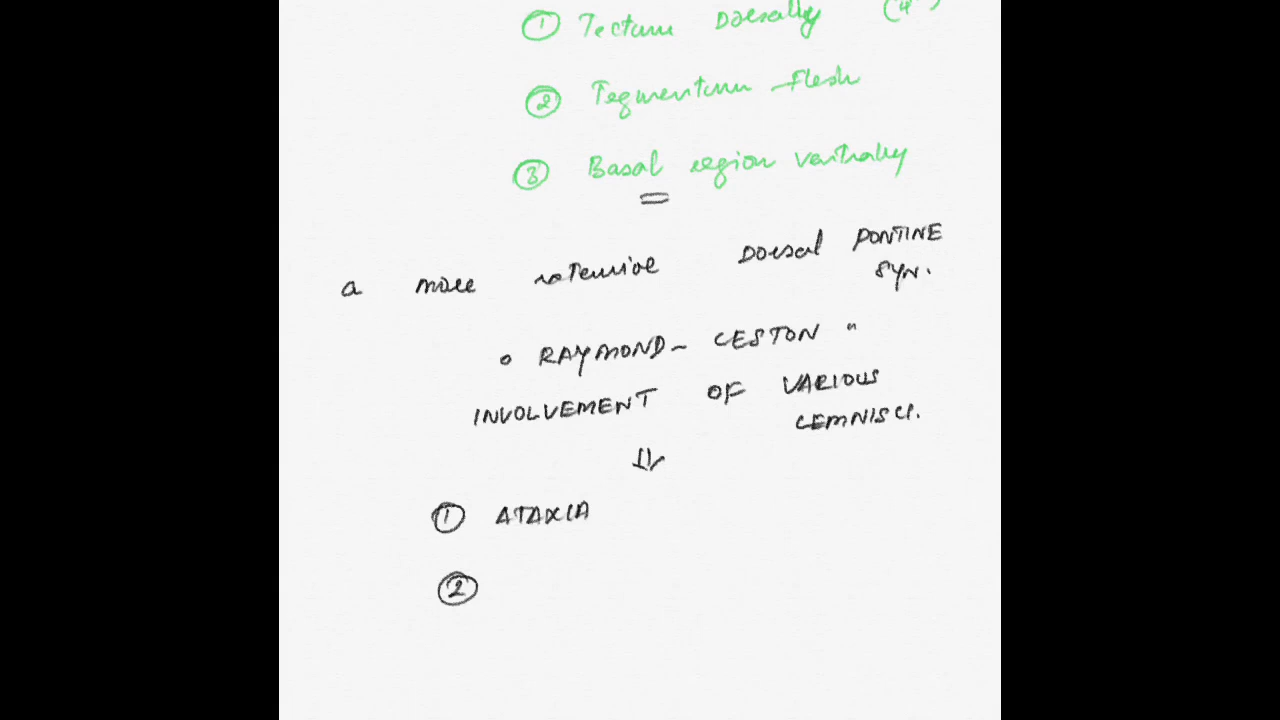 ① Tectum Dorsally
② Tegmentum - Flesh
③ Basal region ventrally
a more extensive Dorsal PONTINE
SYN.
RAYMOND- CESTON "
INVOLVEMENT OF VARIOUS
LEMNISCI.
① ATAXIA
②